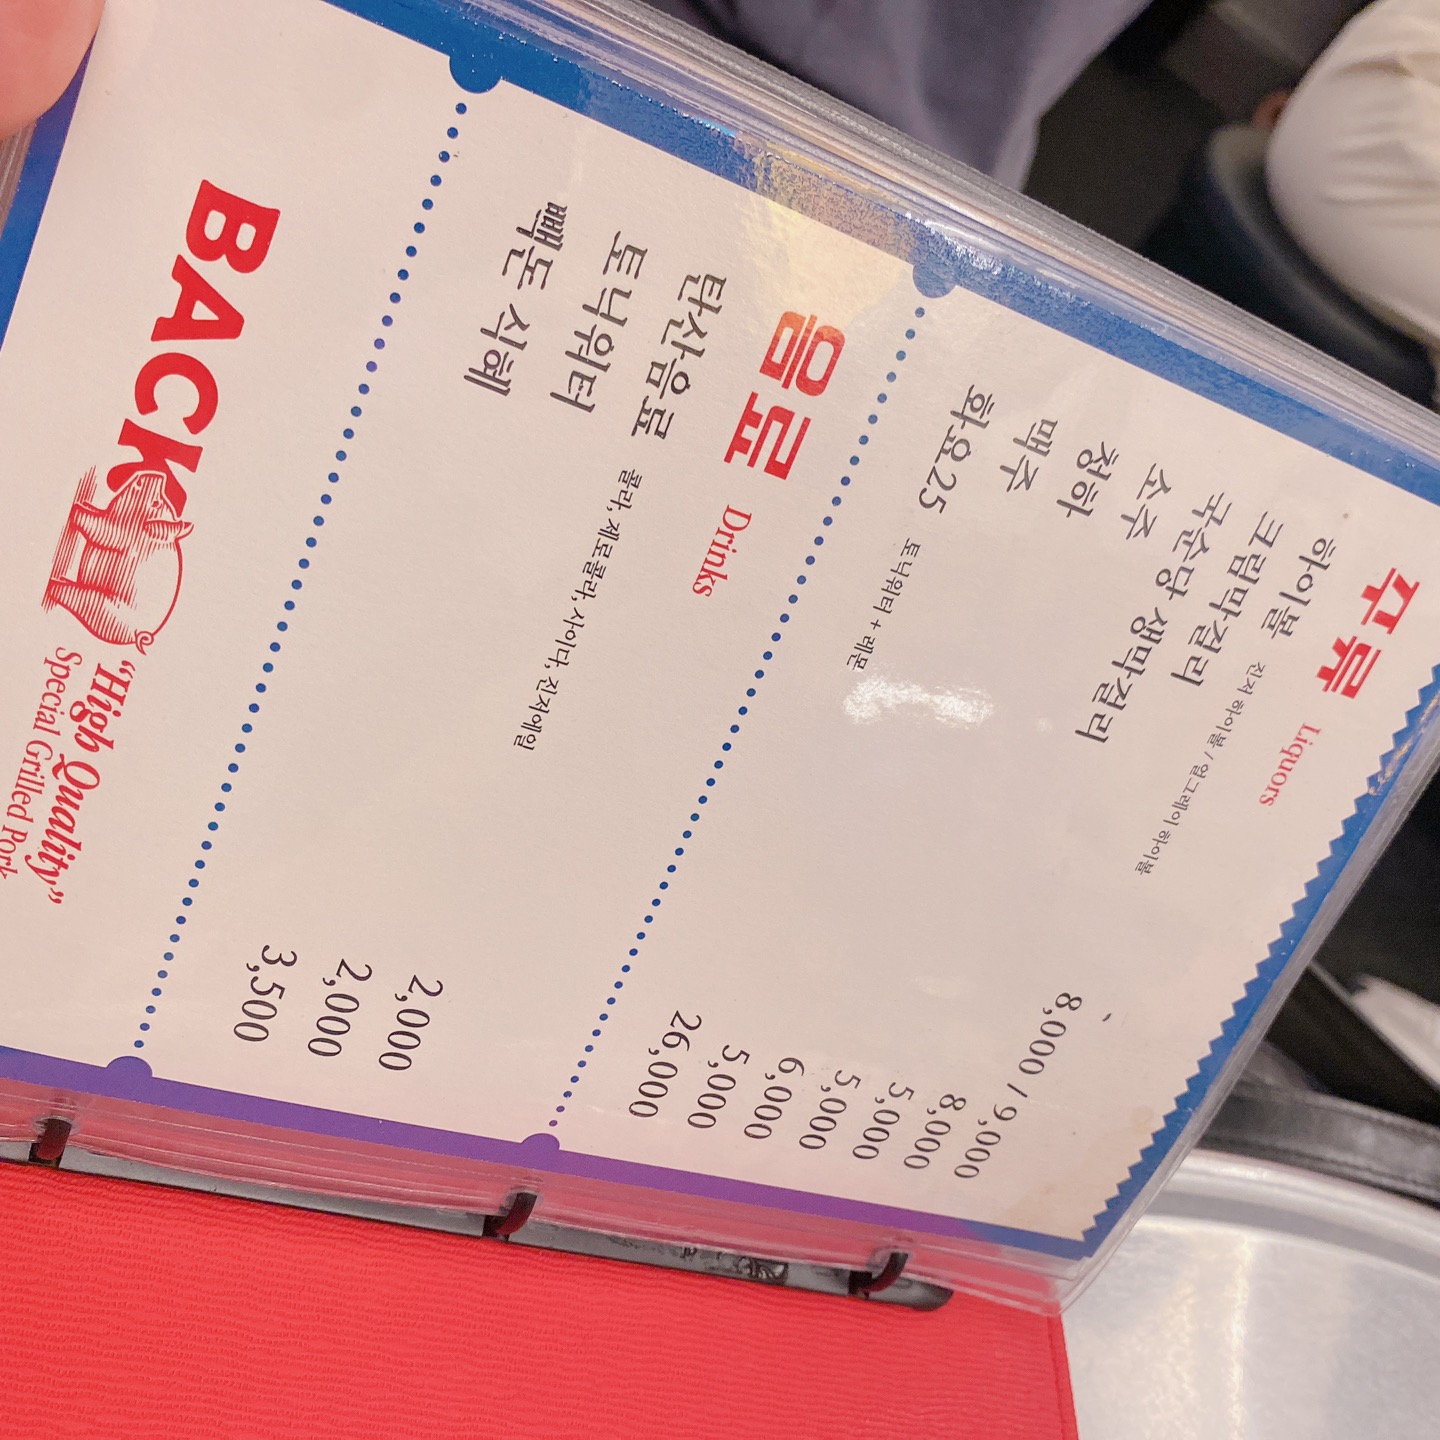 주류 Liquors
하이볼 진저 하이볼 / 얼그레이 하이볼 8,000 / 9,000
크림막걸리 8,000
국순당 생막걸리 5,000
소주 5,000
청하 6,000
맥주 5,000
화요25 토닉워터 + 레몬 26,000
음료 Drinks
탄산음료 콜라, 제로콜라, 사이다, 진저에일 2,000
토닉워터 2,000
빽돈 식혜 3,500
BACK
“High Quality”
Special Grilled Pork